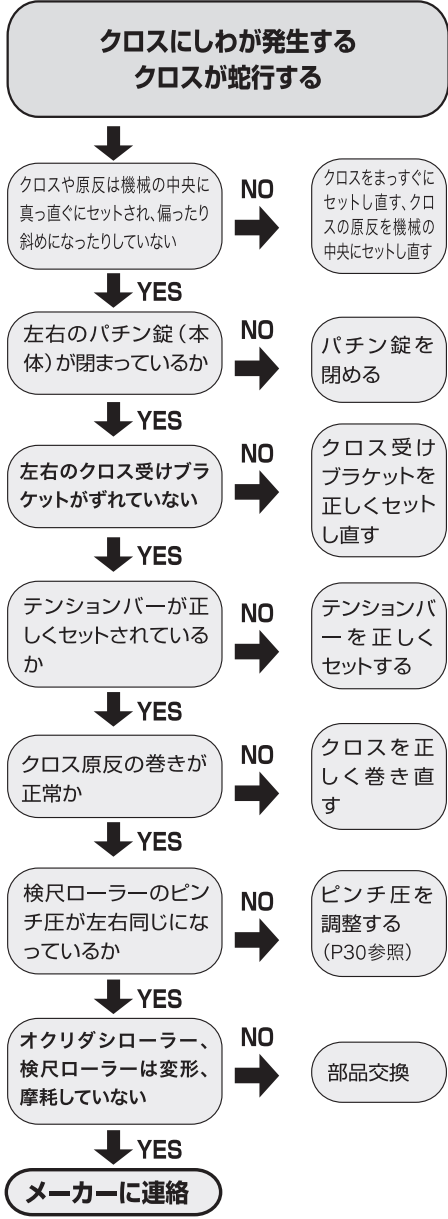 クロスにしわが発生する
クロスが蛇行する
クロスや原反は機械の中央に
真っ直ぐにセットされ、偏ったり
斜めになったりしていない
NO
クロスをまっすぐに
セットし直す、クロ
スの原反を機械の
中央にセットし直す
YES
左右のパチン錠（本
体）が閉まっているか
NO
パチン錠を
閉める
YES
左右のクロス受けブラ
ケットがずれていない
NO
クロス受け
ブラケットを
正しくセット
し直す
YES
テンションバーが正
しくセットされている
か
NO
テンションバ
ーを正しく
セットする
YES
クロス原反の巻きが
正常か
NO
クロスを正
しく巻き直
す
YES
検尺ローラーのピン
チ圧が左右同じにな
っているか
NO
ピンチ圧を
調整する
（P30参照）
YES
オクリダシローラー、
検尺ローラーは変形、
摩耗していない
NO
部品交換
YES
メーカーに連絡